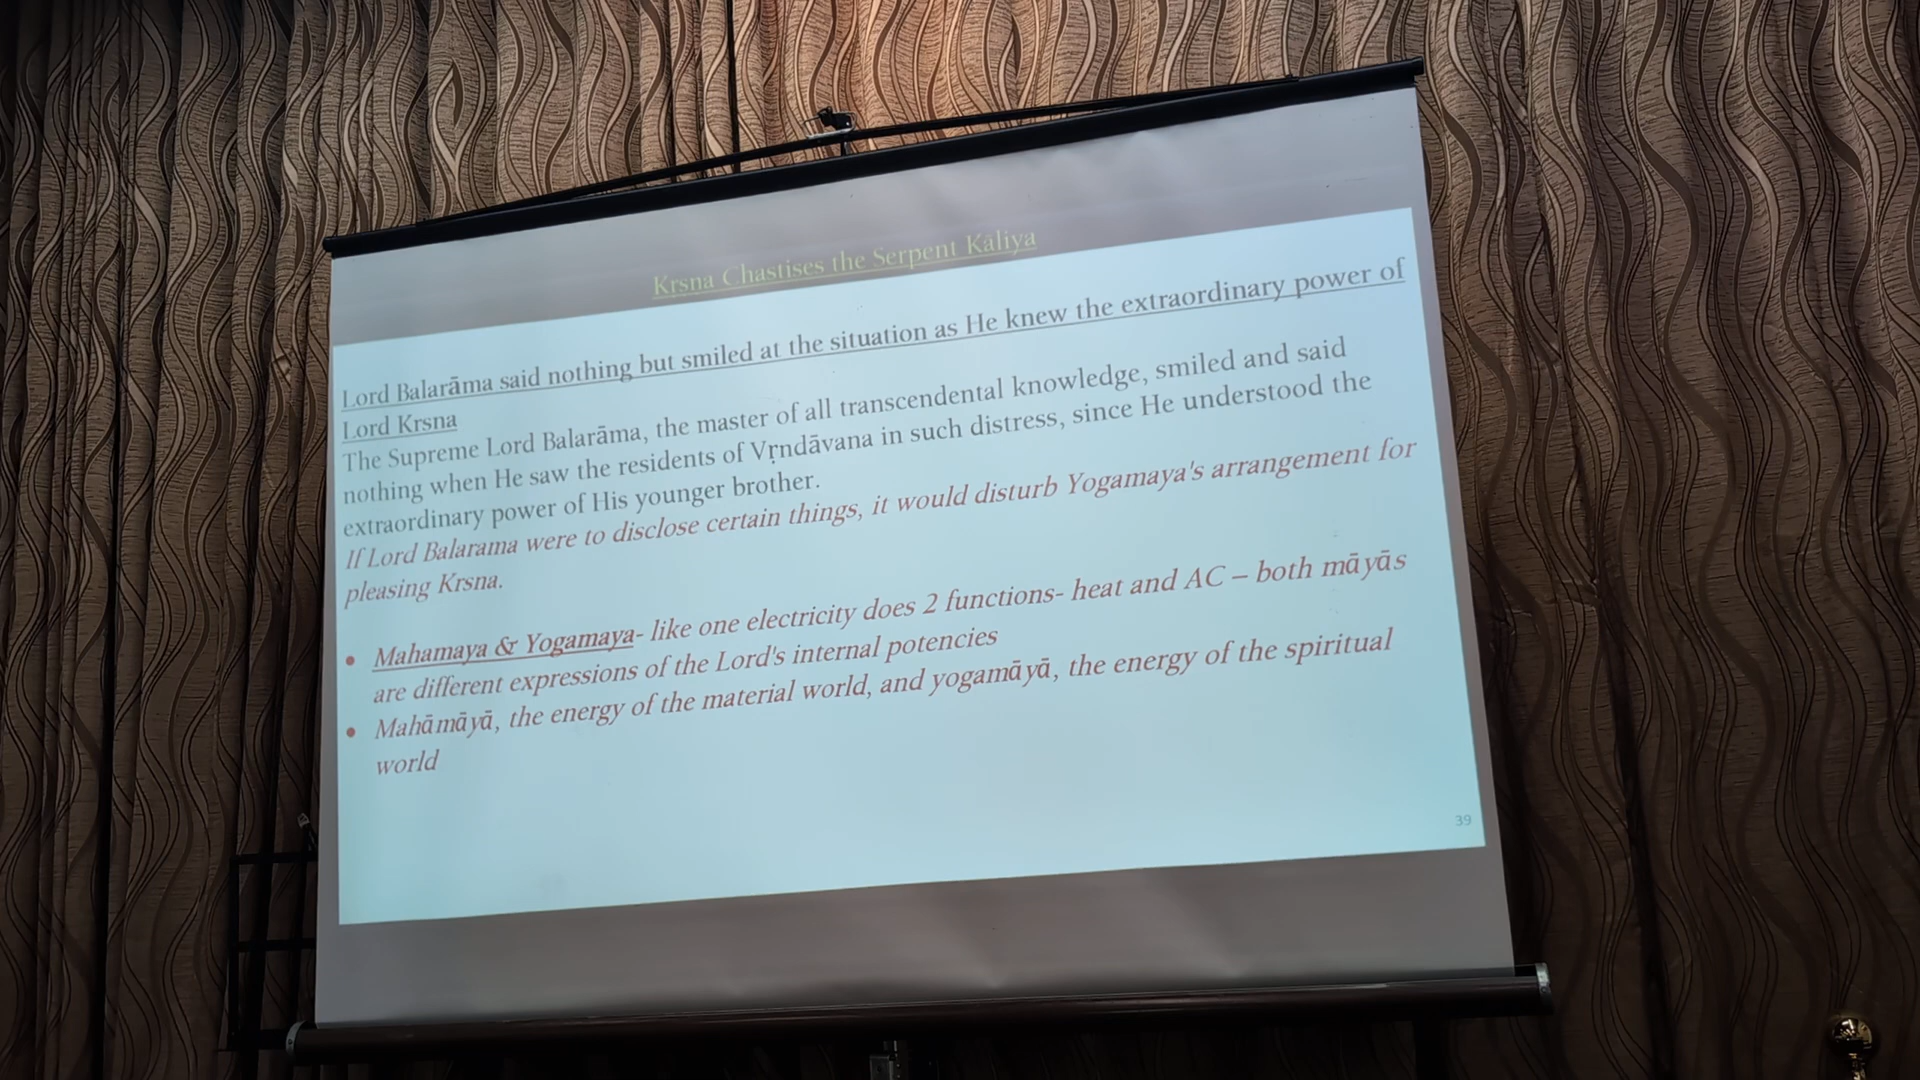 Krsna Chastises the Serpent Kāliya
Lord Balarāma said nothing but smiled at the situation as He knew the extraordinary power of
Lord Krsna
The Supreme Lord Balarāma, the master of all transcendental knowledge, smiled and said
nothing when He saw the residents of Vṛndāvana in such distress, since He understood the
extraordinary power of His younger brother.
If Lord Balarama were to disclose certain things, it would disturb Yogamaya's arrangement for
pleasing Krsna.
• Mahamaya & Yogamaya- like one electricity does 2 functions- heat and AC – both māyās
are different expressions of the Lord's internal potencies
• Mahāmāyā, the energy of the material world, and yogamāyā, the energy of the spiritual
world
39